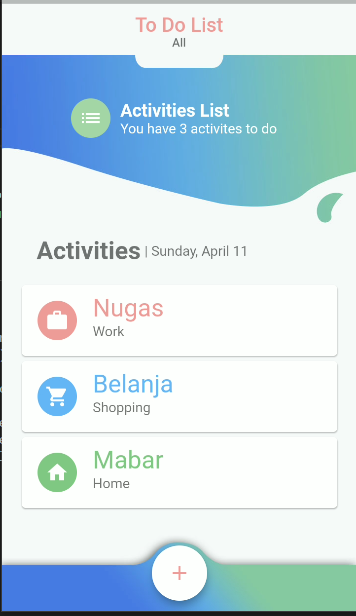 To Do List
All
Activities List
You have 3 activites to do
Activities | Sunday, April 11
Nugas
Work
Belanja
Shopping
Mabar
Home
+